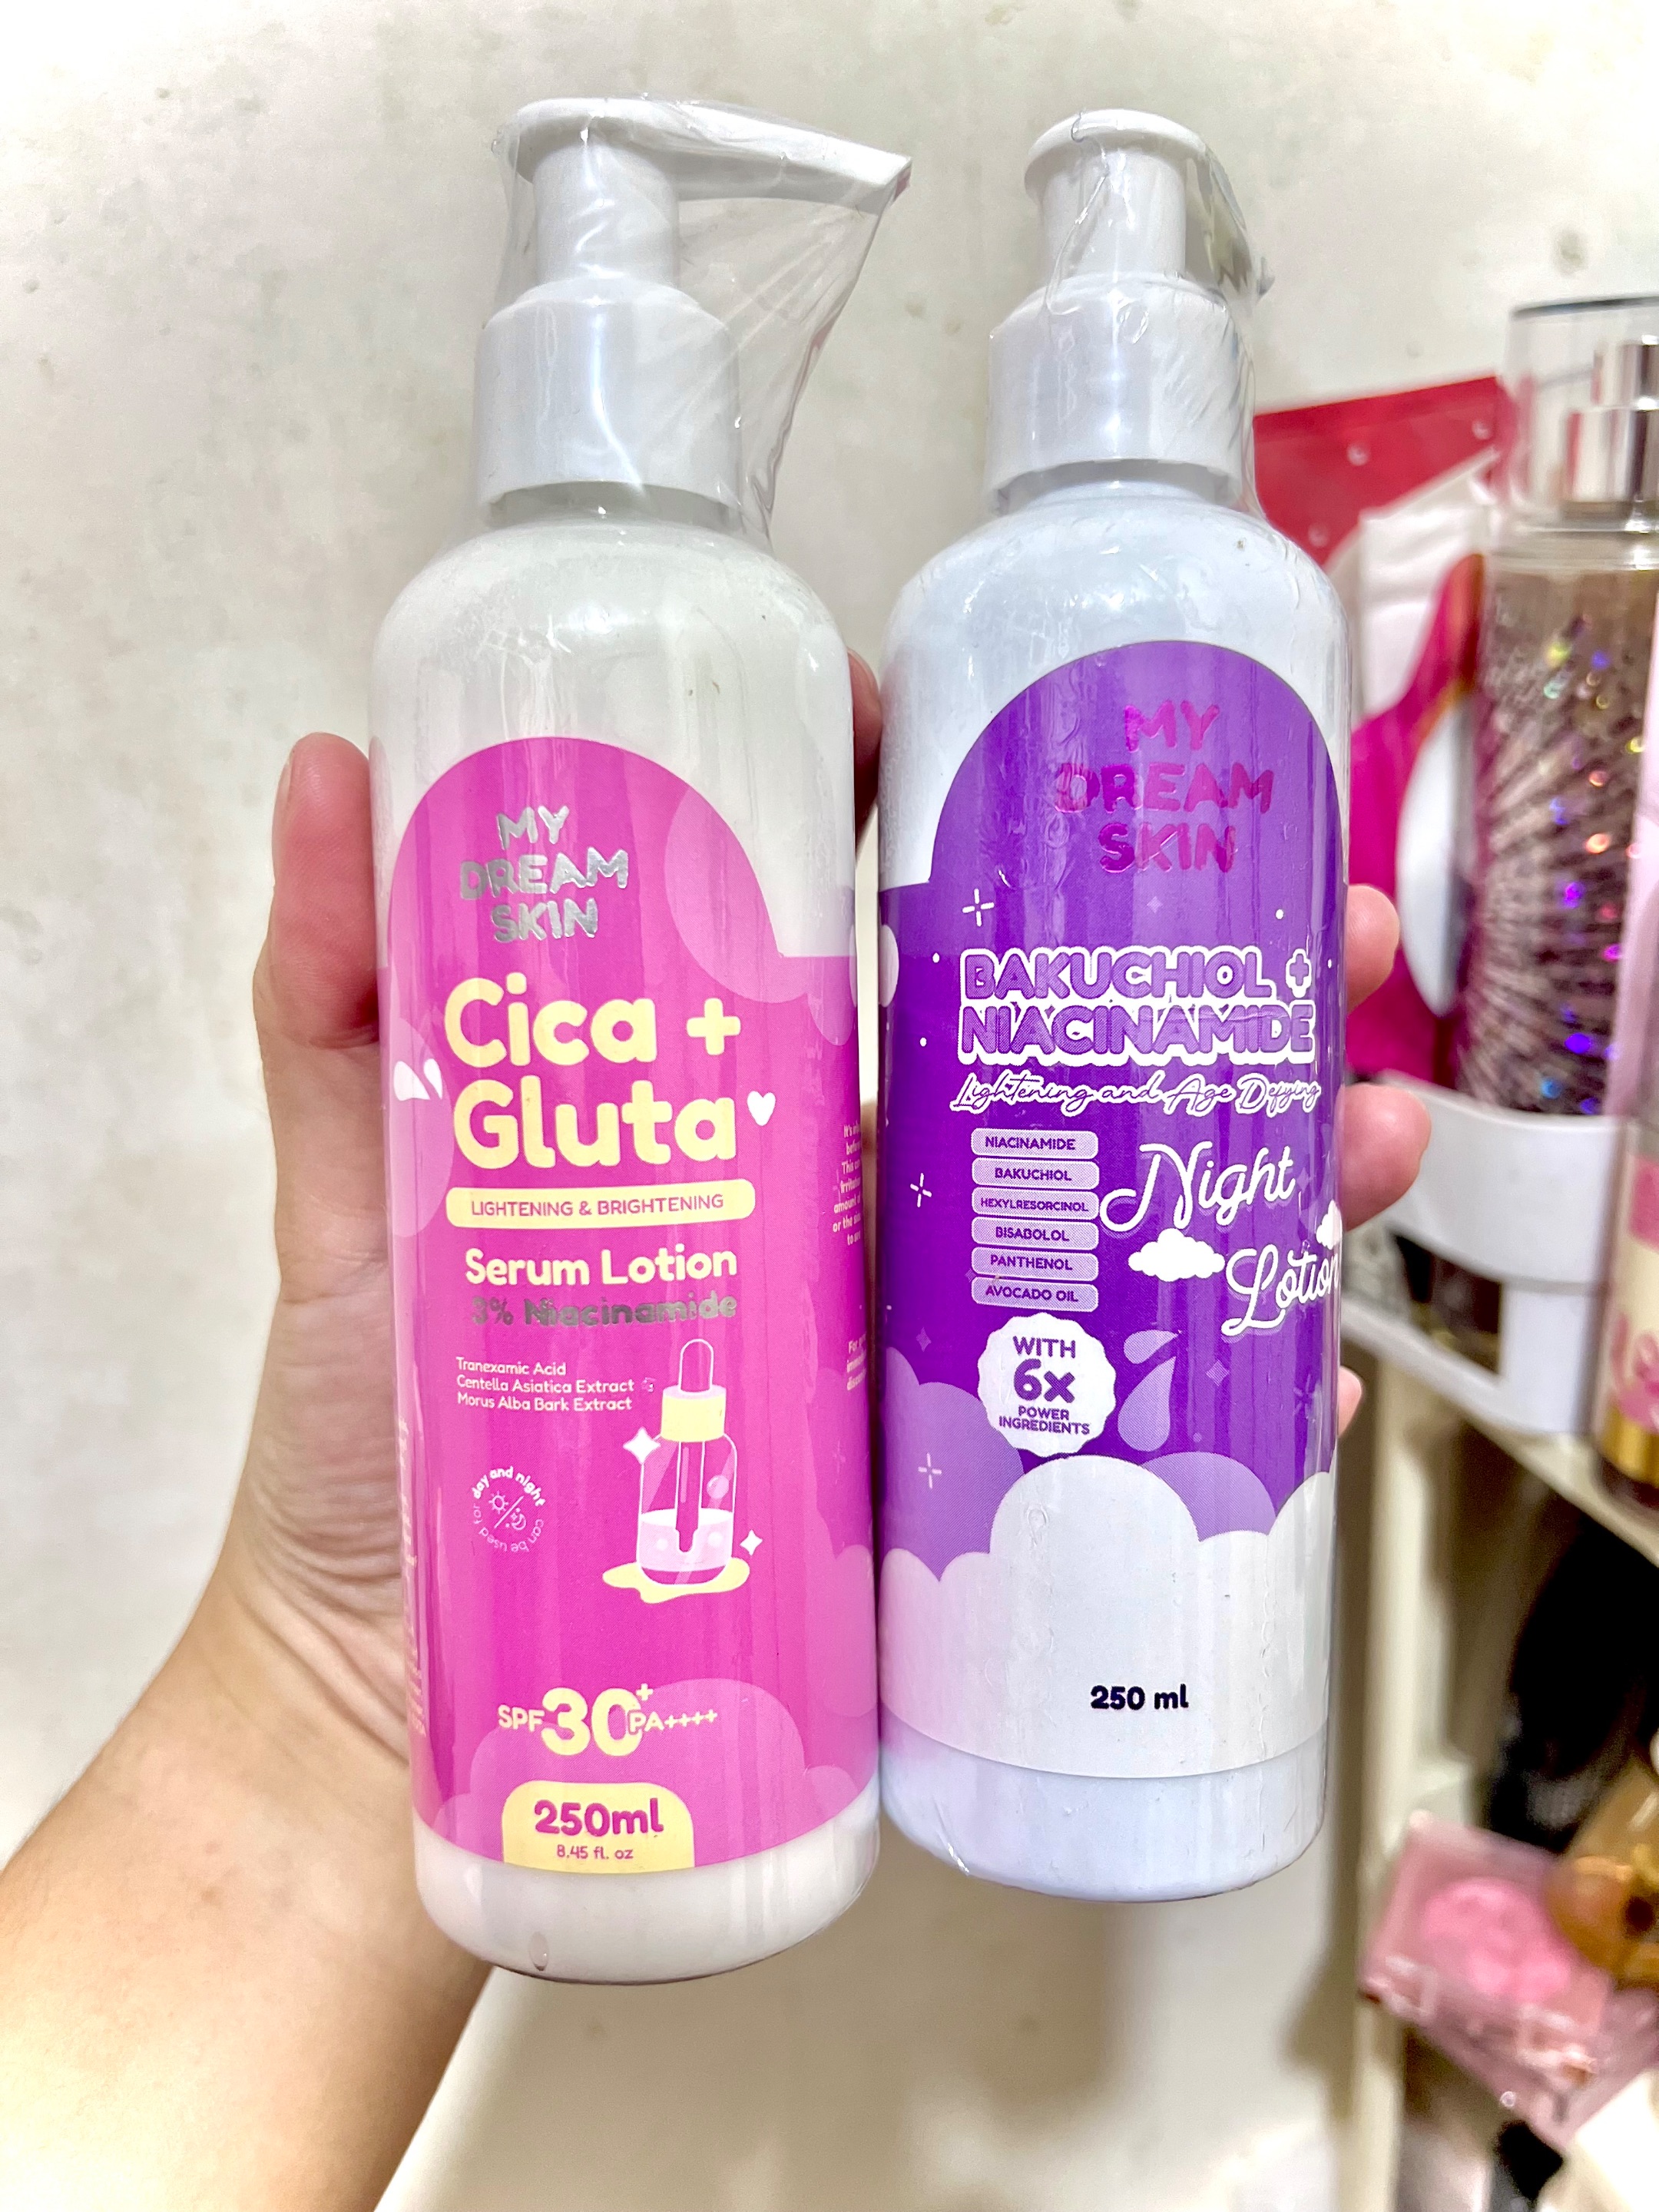 MY
DREAM
SKIN
Cica +
Gluta
LIGHTENING & BRIGHTENING
Serum Lotion
3% Niacinamide
Tranexamic Acid
Centella Asiatica Extract
Morus Alba Bark Extract
day and night
can be used for
SPF30+ PA++++
250ml
8.45 fl. oz
MY
DREAM
SKIN
BAKUCHIOL +
NIACINAMIDE
Lightening and Age Defying
NIACINAMIDE
BAKUCHIOL
HEXYLRESORCINOL
BISABOLOL
PANTHENOL
AVOCADO OIL
Night
Lotion
WITH
6x
POWER
INGREDIENTS
250 ml